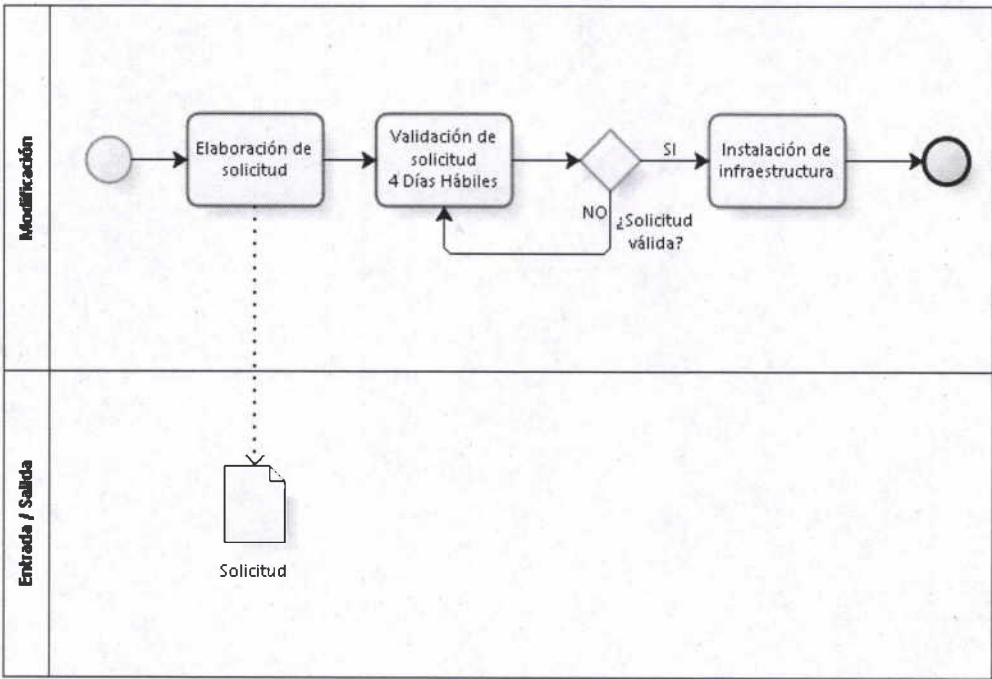 Modificación
Elaboración de
solicitud
Validación de
solicitud
4 Días Hábiles
SI
NO
¿Solicitud
válida?
Instalación de
infraestructura
Entrada / Salida
Solicitud